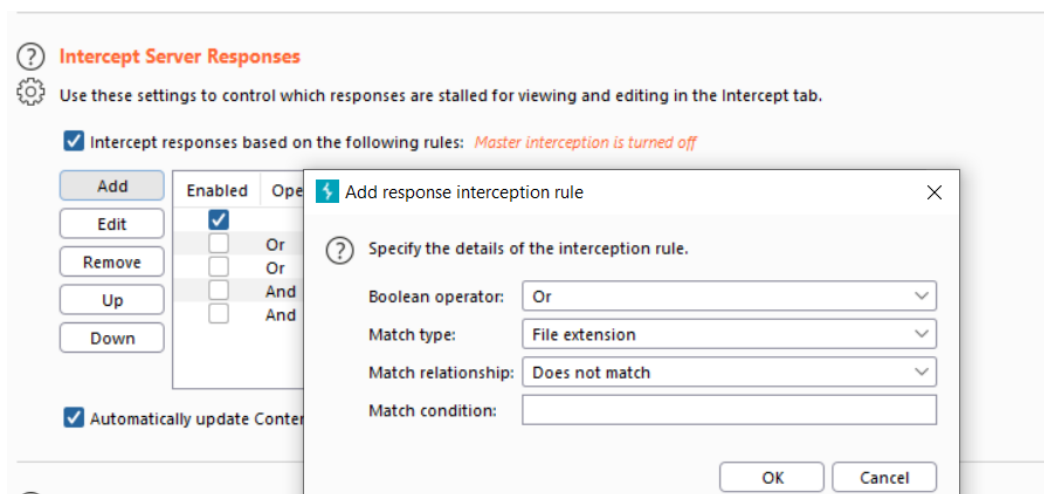 Intercept Server Responses
Use these settings to control which responses are stalled for viewing and editing in the Intercept tab.
Intercept responses based on the following rules: Master interception is turned off
Add
Edit
Remove
Up
Down
Enabled Ope
Or
Or
And
And
Automatically update Conter
Add response interception rule
Specify the details of the interception rule.
Boolean operator: Or
Match type: File extension
Match relationship: Does not match
Match condition:
OK Cancel